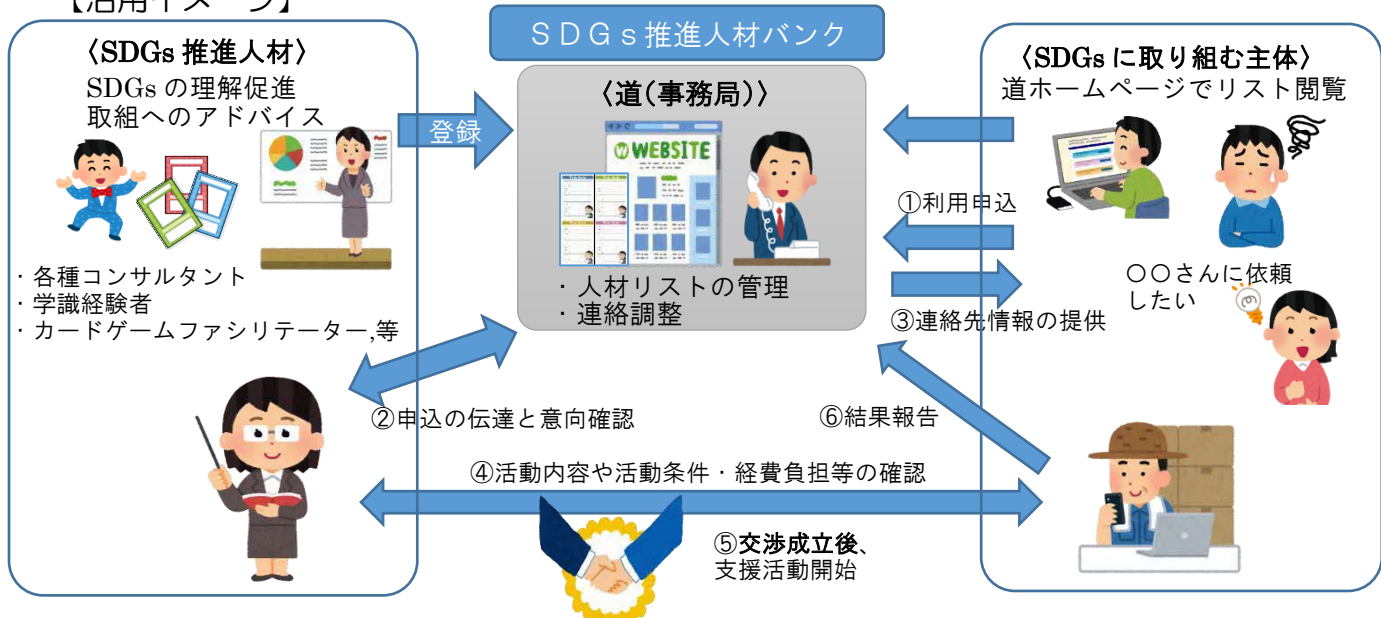 【活用イメージ】
SDGs推進人材バンク
〈SDGs 推進人材〉
SDGs の理解促進
取組へのアドバイス
・各種コンサルタント
・学識経験者
・カードゲームファシリテーター,等
登録
〈道(事務局)〉
WEBSITE
・人材リストの管理
・連絡調整
〈SDGs に取り組む主体〉
道ホームページでリスト閲覧
①利用申込
〇〇さんに依頼
したい
③連絡先情報の提供
②申込の伝達と意向確認
⑥結果報告
④活動内容や活動条件・経費負担等の確認
⑤交渉成立後、
支援活動開始